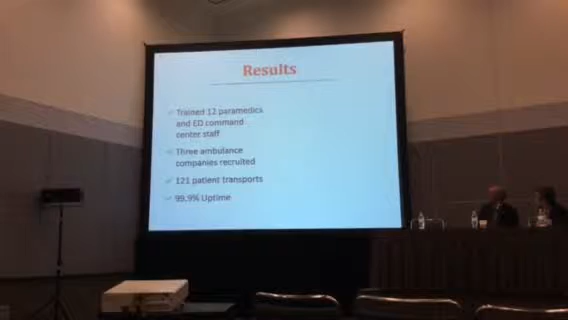 Results
Trained 12 paramedics
and ED command
center staff
Three ambulance
companies recruited
121 patient transports
99.9% Uptime